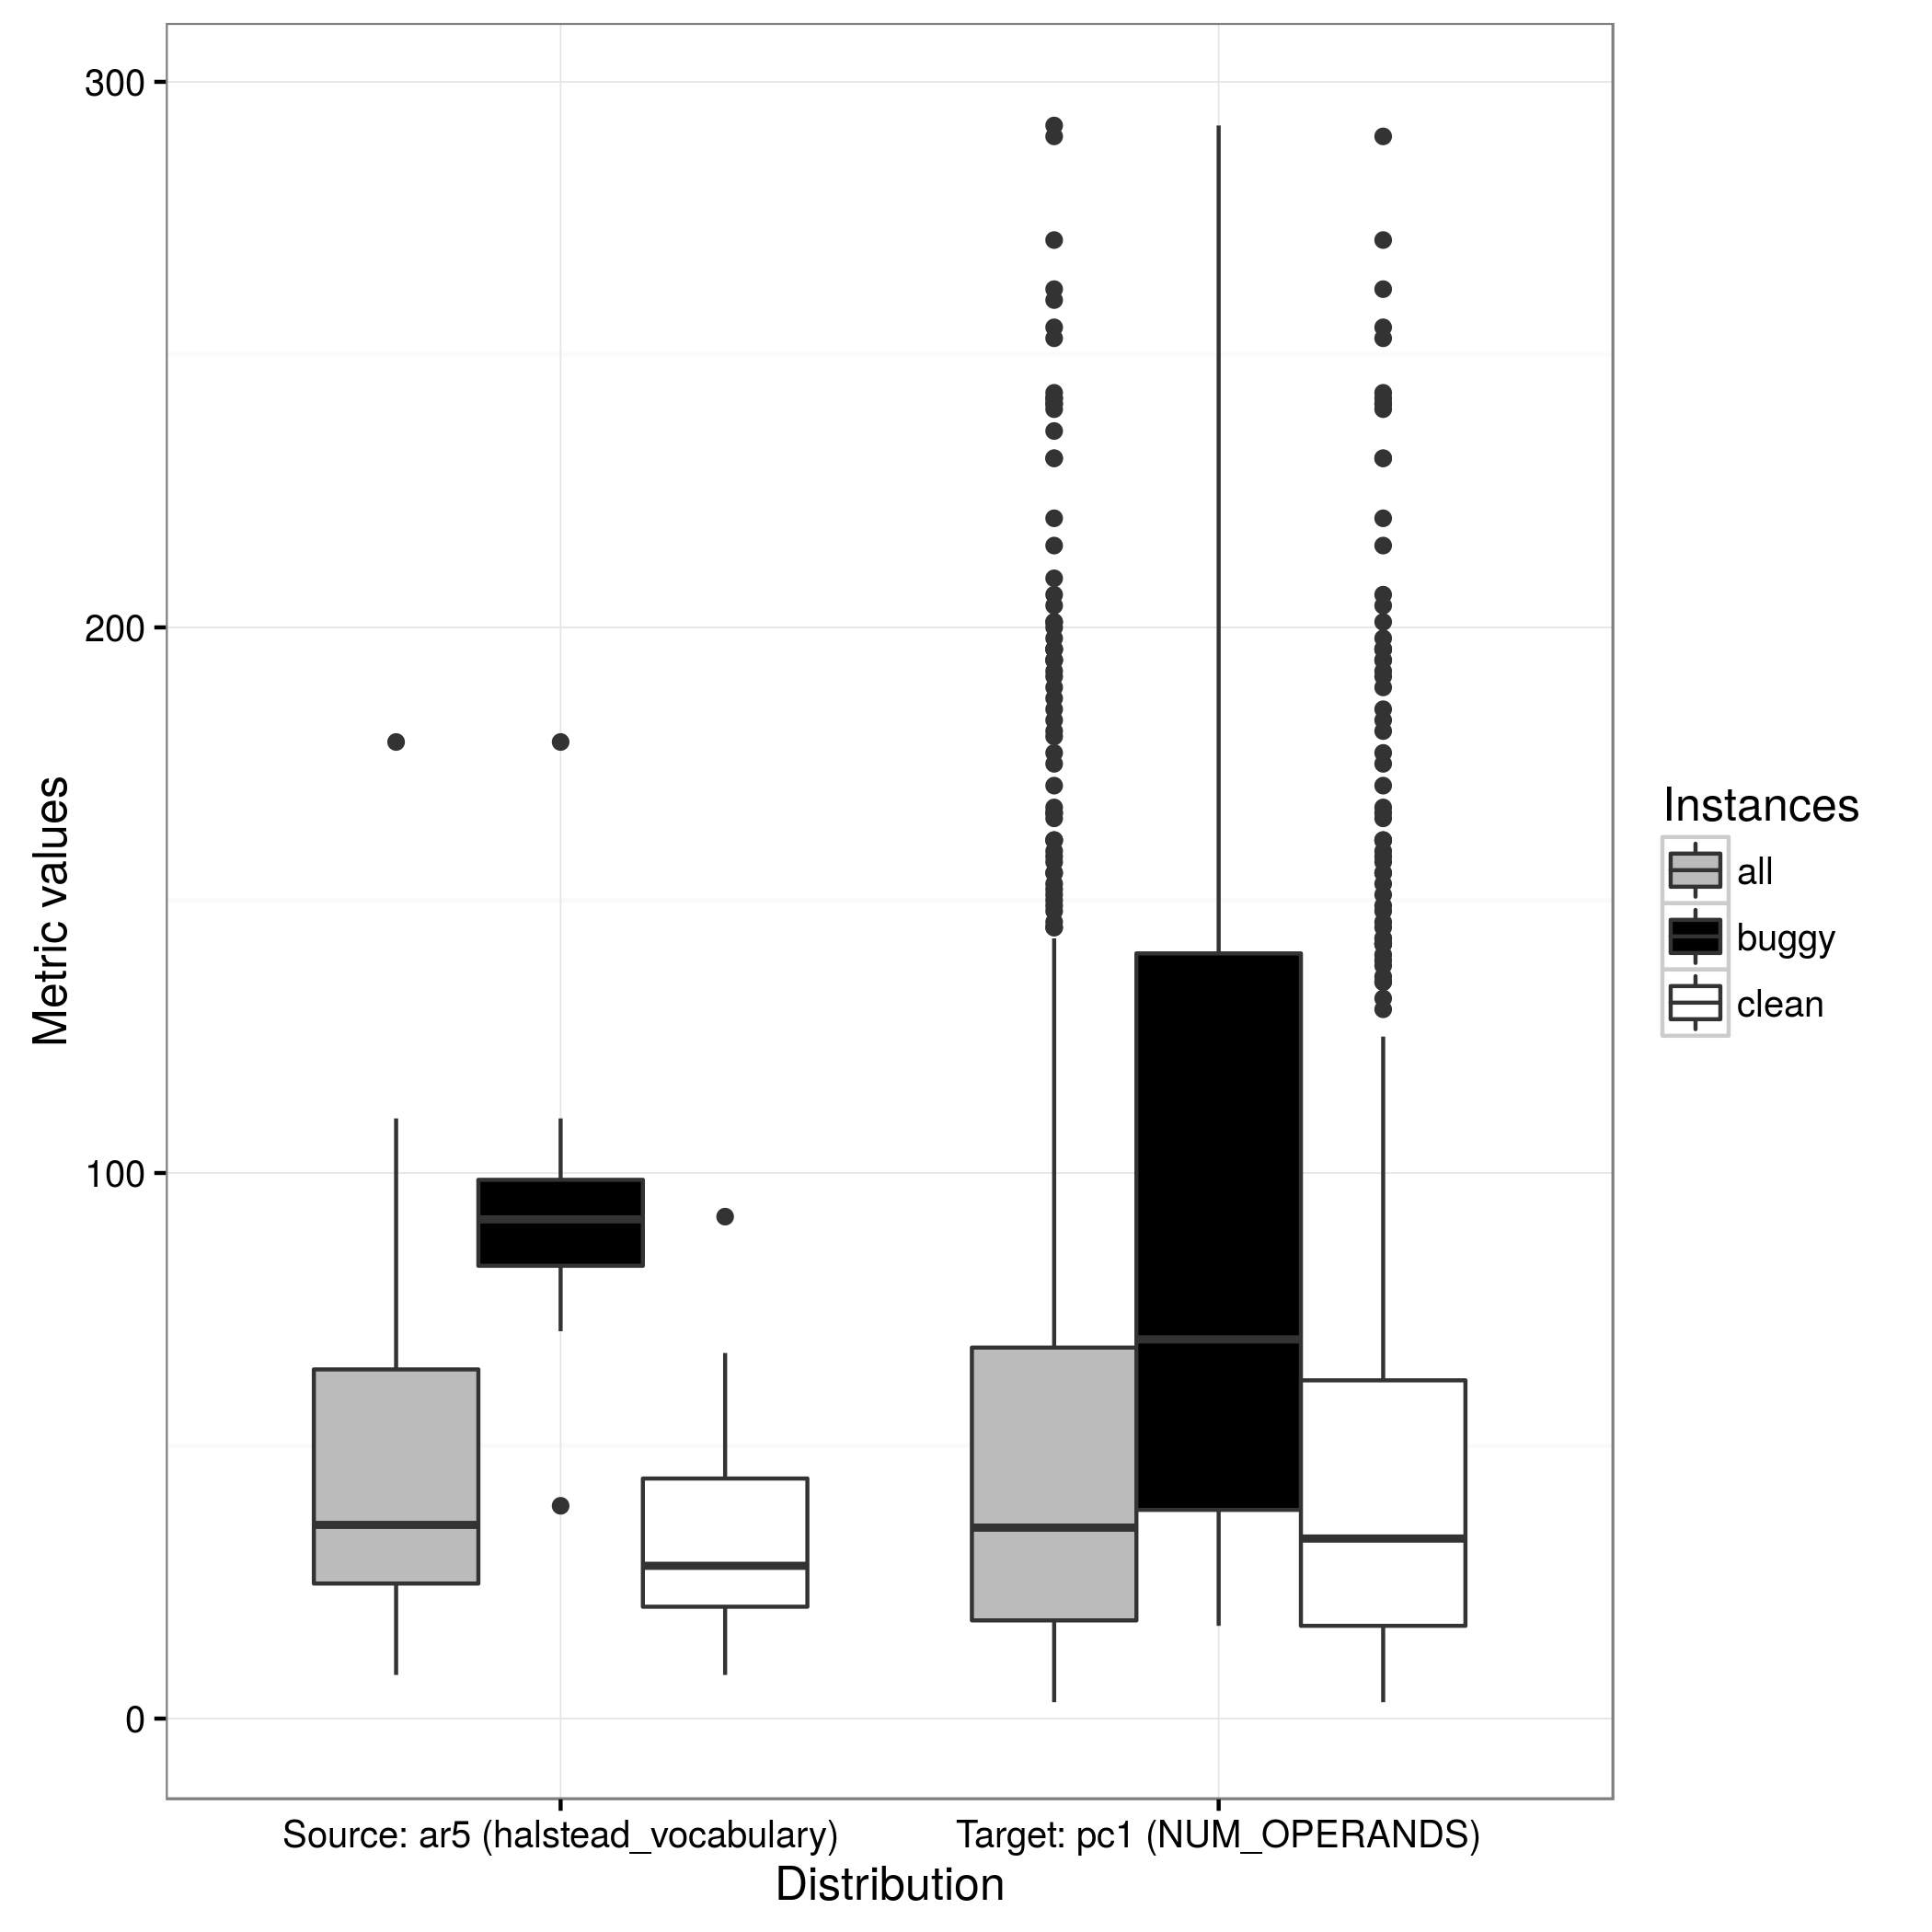 300
200
100
0
Metric values
Source: ar5 (halstead_vocabulary)
Target: pc1 (NUM_OPERANDS)
Distribution
Instances
all
buggy
clean